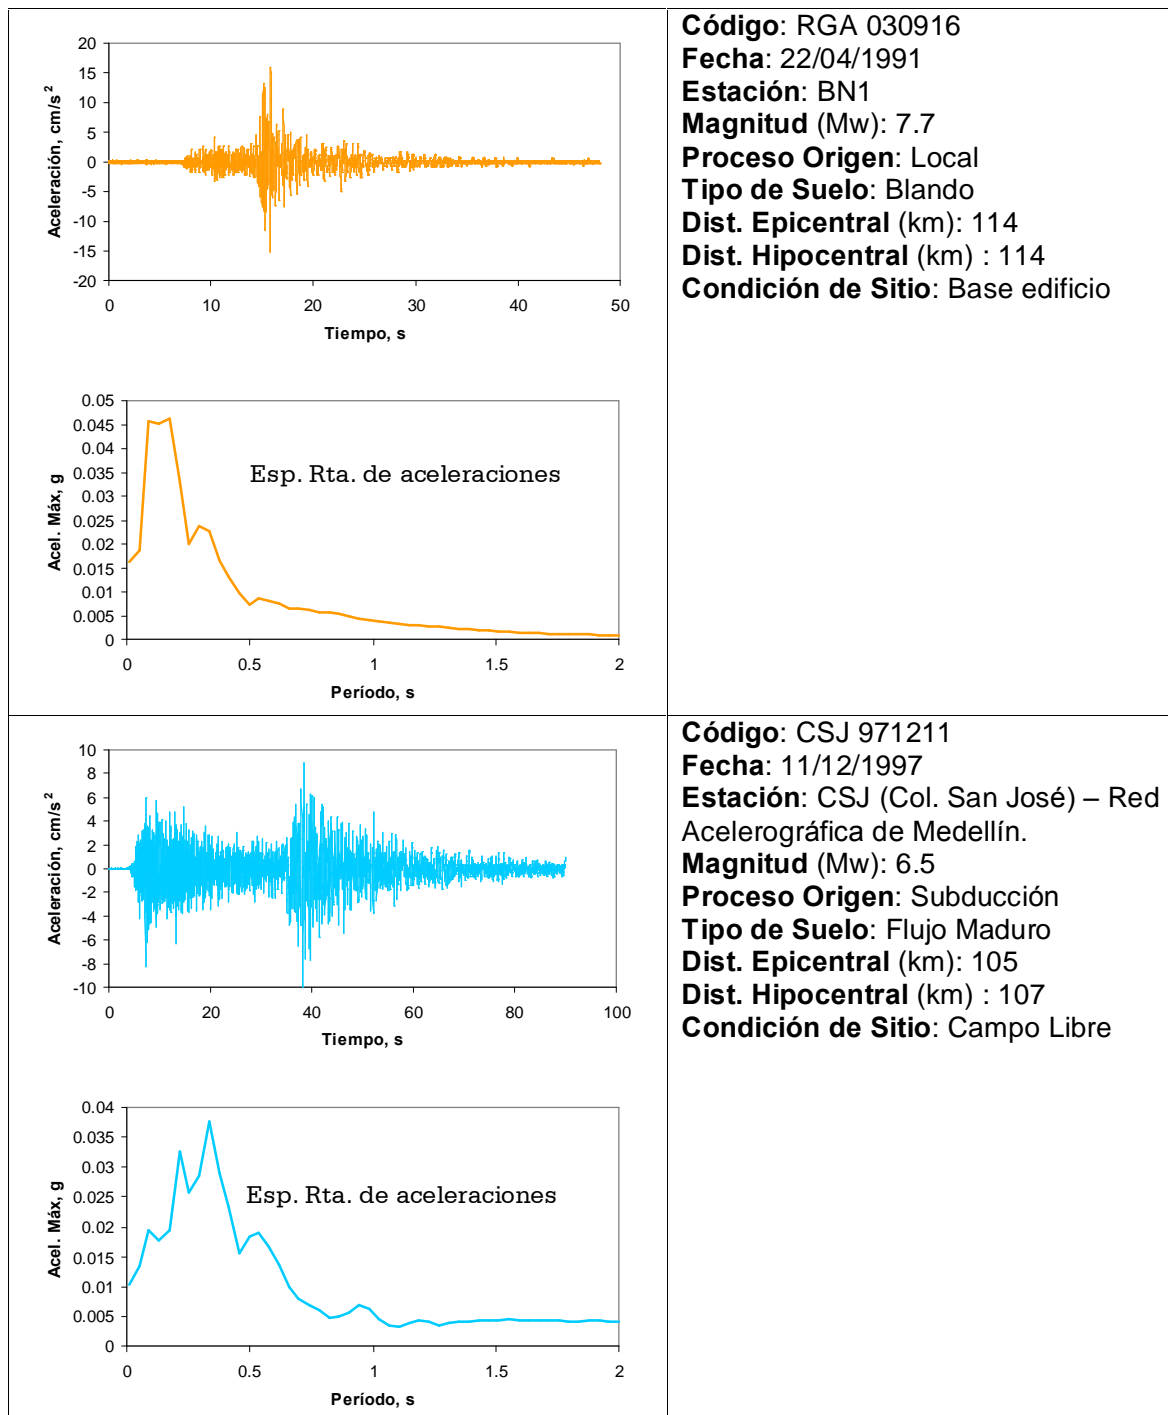 20
15
10
5
0
-5
-10
-15
-20
Aceleración, cm/s²
0 10 20 30 40 50
Tiempo, s
0.05
0.045
0.04
0.035
0.03
0.025
0.02
0.015
0.01
0.005
0
Acel. Máx, g
Esp. Rta. de aceleraciones
0 0.5 1 1.5 2
Período, s
Código: RGA 030916
Fecha: 22/04/1991
Estación: BN1
Magnitud (Mw): 7.7
Proceso Origen: Local
Tipo de Suelo: Blando
Dist. Epicentral (km): 114
Dist. Hipocentral (km) : 114
Condición de Sitio: Base edificio
10
8
6
4
2
0
-2
-4
-6
-8
-10
Aceleración, cm/s²
0 20 40 60 80 100
Tiempo, s
0.04
0.035
0.03
0.025
0.02
0.015
0.01
0.005
0
Acel. Máx, g
Esp. Rta. de aceleraciones
0 0.5 1 1.5 2
Período, s
Código: CSJ 971211
Fecha: 11/12/1997
Estación: CSJ (Col. San José) – Red
Acelerográfica de Medellín.
Magnitud (Mw): 6.5
Proceso Origen: Subducción
Tipo de Suelo: Flujo Maduro
Dist. Epicentral (km): 105
Dist. Hipocentral (km) : 107
Condición de Sitio: Campo Libre